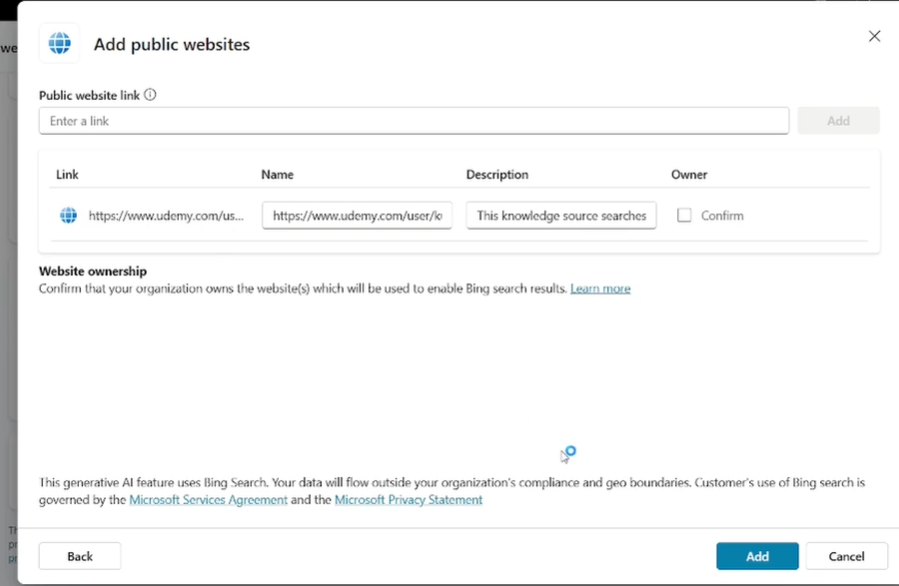 we
Add public websites
Public website link
Enter a link
Add
Link Name Description Owner
https://www.udemy.com/us... https://www.udemy.com/user/k This knowledge source searches Confirm
Website ownership
Confirm that your organization owns the website(s) which will be used to enable Bing search results. Learn more
This generative AI feature uses Bing Search. Your data will flow outside your organization's compliance and geo boundaries. Customer's use of Bing search is
governed by the Microsoft Services Agreement and the Microsoft Privacy Statement
Th
pr
pr
Back Add Cancel